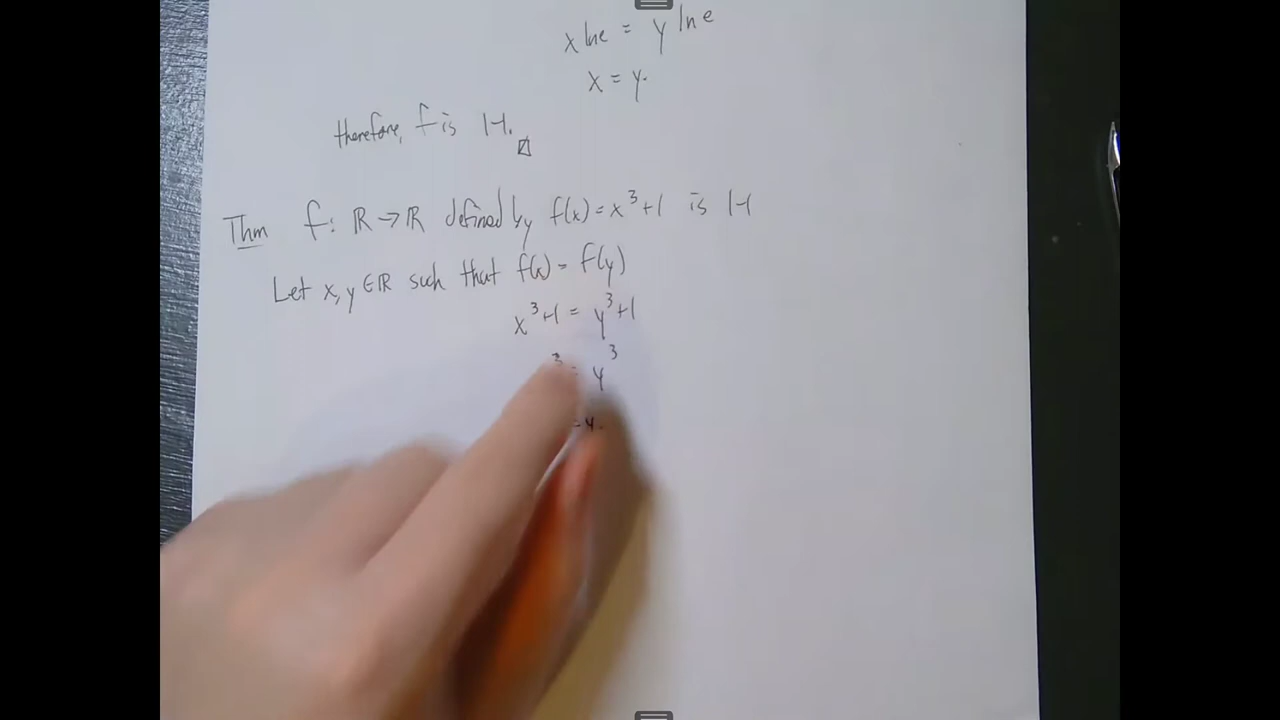 x ln e = y ln e
x = y.
therefore, f is 1-1.
Thm f: ℝ→ℝ defined by f(x) = x³+1 is 1-1
Let x, y ∈ ℝ such that f(x) = f(y)
x³+1 = y³+1
³ = y³
= y.